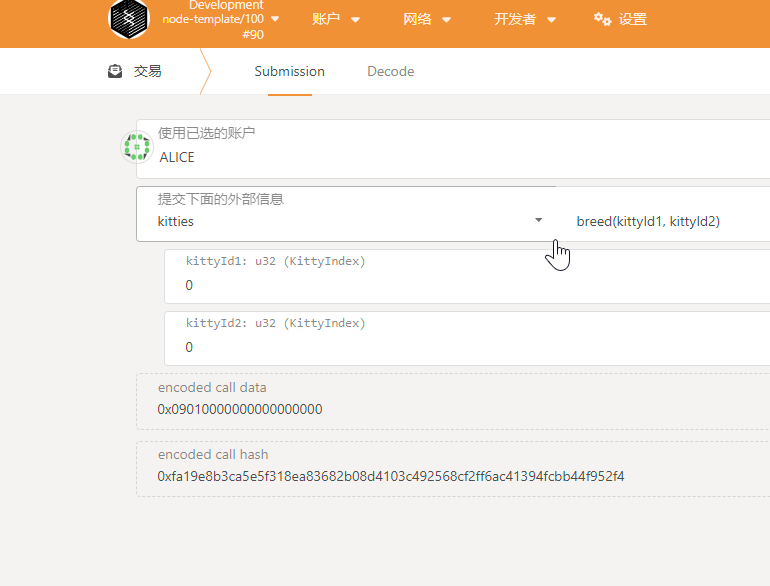 Development
node-template/100
#90
账户
网络
开发者
设置
交易
Submission
Decode
使用已选的账户
ALICE
提交下面的外部信息
kitties
breed(kittyId1, kittyId2)
kittyId1: u32 (KittyIndex)
0
kittyId2: u32 (KittyIndex)
0
encoded call data
0x09010000000000000000
encoded call hash
0xfa19e8b3ca5e5f318ea83682b08d4103c492568cf2ff6ac41394fcbb44f952f4